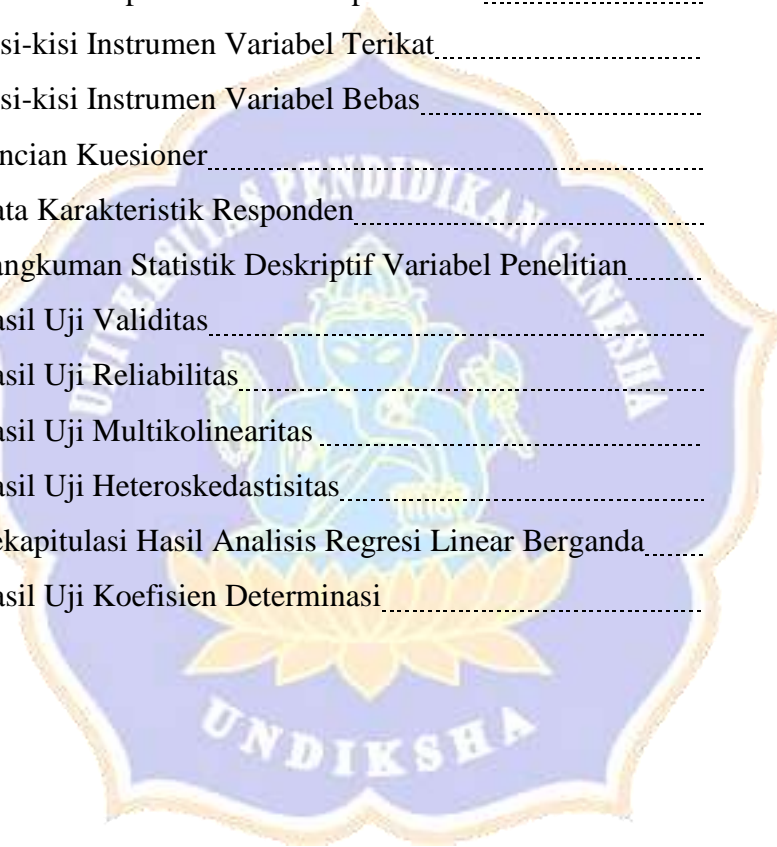 si-kisi Instrumen Variabel Terikat
si-kisi Instrumen Variabel Bebas
ncian Kuesioner
ata Karakteristik Responden
angkuman Statistik Deskriptif Variabel Penelitian
asil Uji Validitas
asil Uji Reliabilitas
asil Uji Multikolinearitas
asil Uji Heteroskedastisitas
ekapitulasi Hasil Analisis Regresi Linear Berganda
asil Uji Koefisien Determinasi
UNIVERSITAS PENDIDIKAN GANESHA
UNDIKSHA